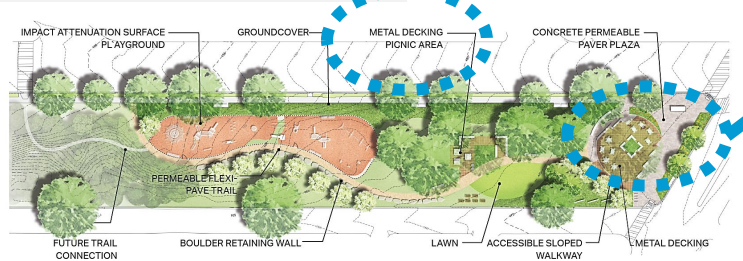 IMPACT ATTENUATION SURFACE
PLAYGROUND
GROUNDCOVER
METAL DECKING
PICNIC AREA
CONCRETE PERMEABLE
PAVER PLAZA
PERMEABLE FLEXI-
PAVE TRAIL
FUTURE TRAIL
CONNECTION
BOULDER RETAINING WALL
LAWN
ACCESSIBLE SLOPED
WALKWAY
METAL DECKING